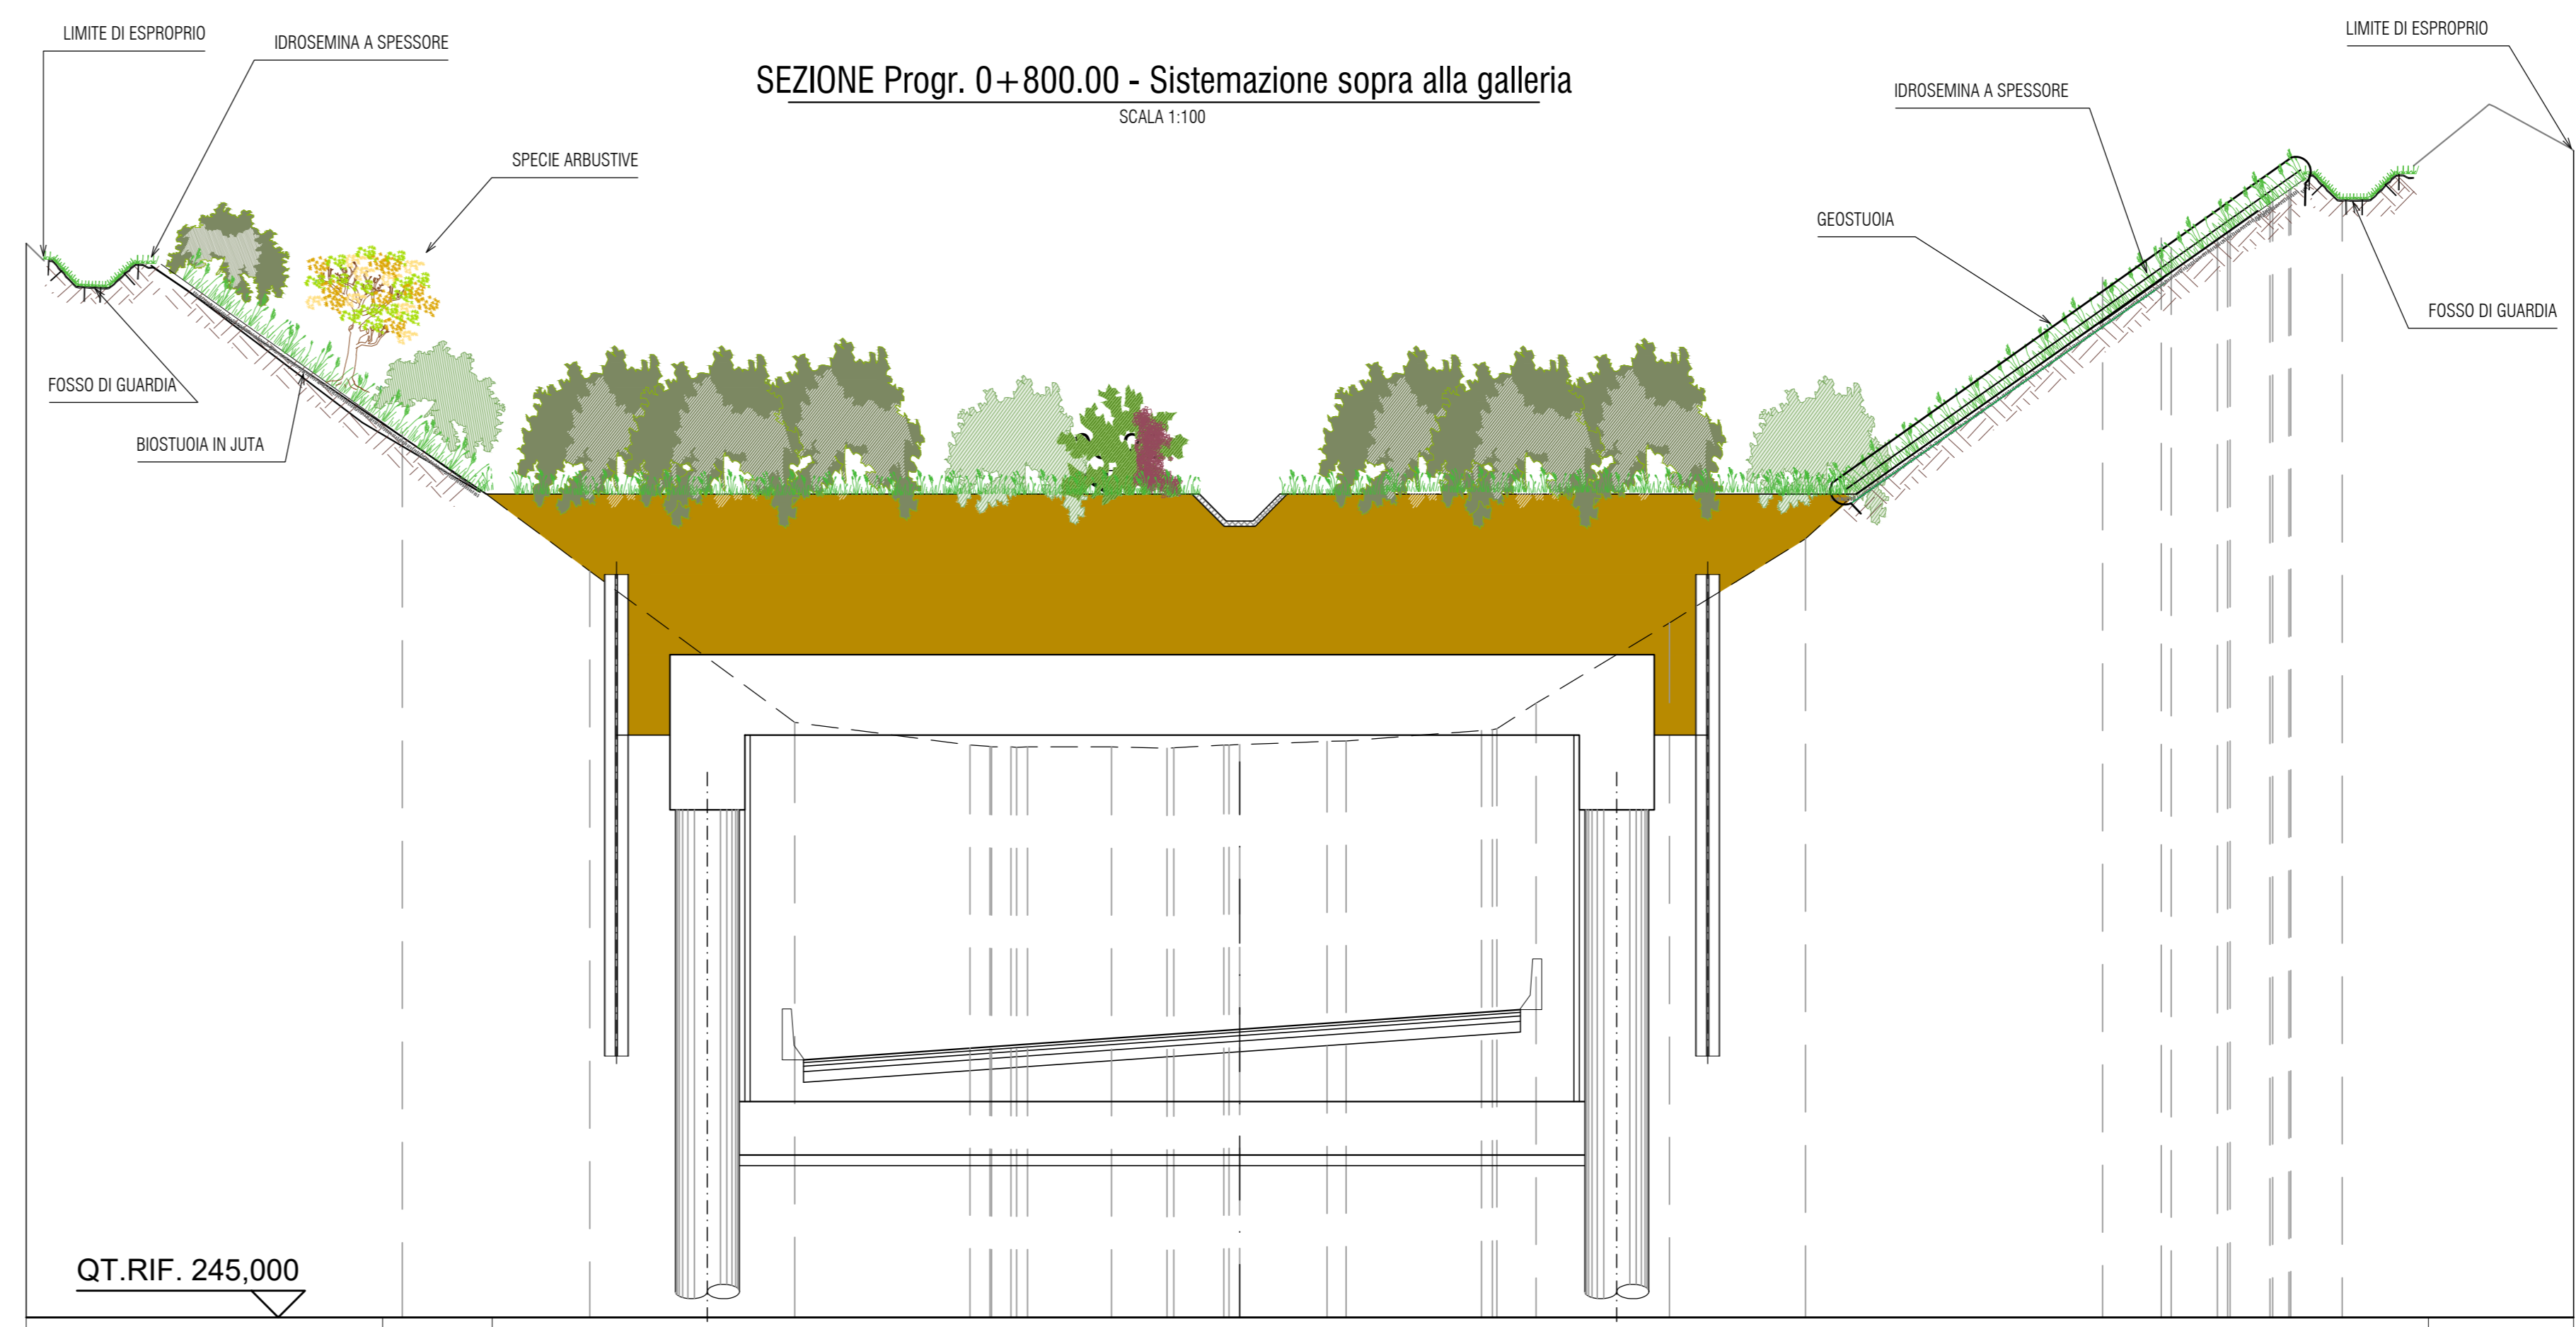 LIMITE DI ESPROPRIO
IDROSEMINA A SPESSORE
SEZIONE Progr. 0+800.00 - Sistemazione sopra alla galleria
SCALA 1:100
LIMITE DI ESPROPRIO
IDROSEMINA A SPESSORE
SPECIE ARBUSTIVE
GEOSTUOIA
FOSSO DI GUARDIA
FOSSO DI GUARDIA
BIOSTUOIA IN JUTA
QT.RIF. 245,000